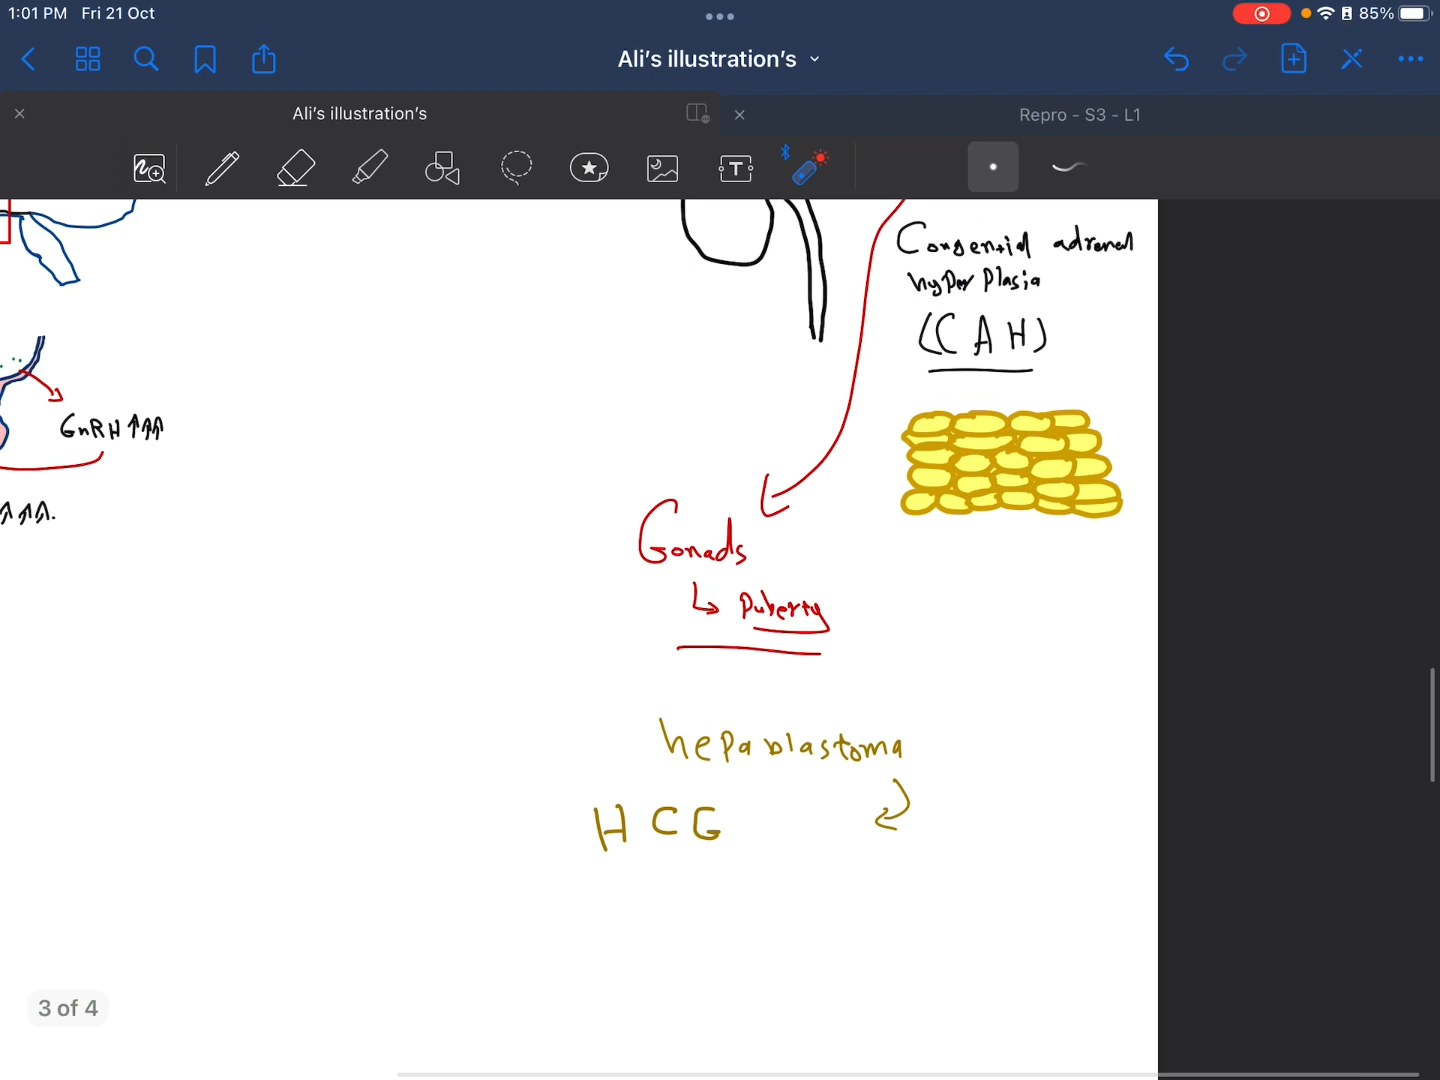 1:01 PM Fri 21 Oct
85%
Ali's illustration's
Ali's illustration's
Repro - S3 - L1
T
Congenital adrenal
hyper plasia
(CAH)
GnRH ↑↑↑
↑↑↑.
Gonads
↳ Puberty
hepablastoma
HCG
3 of 4